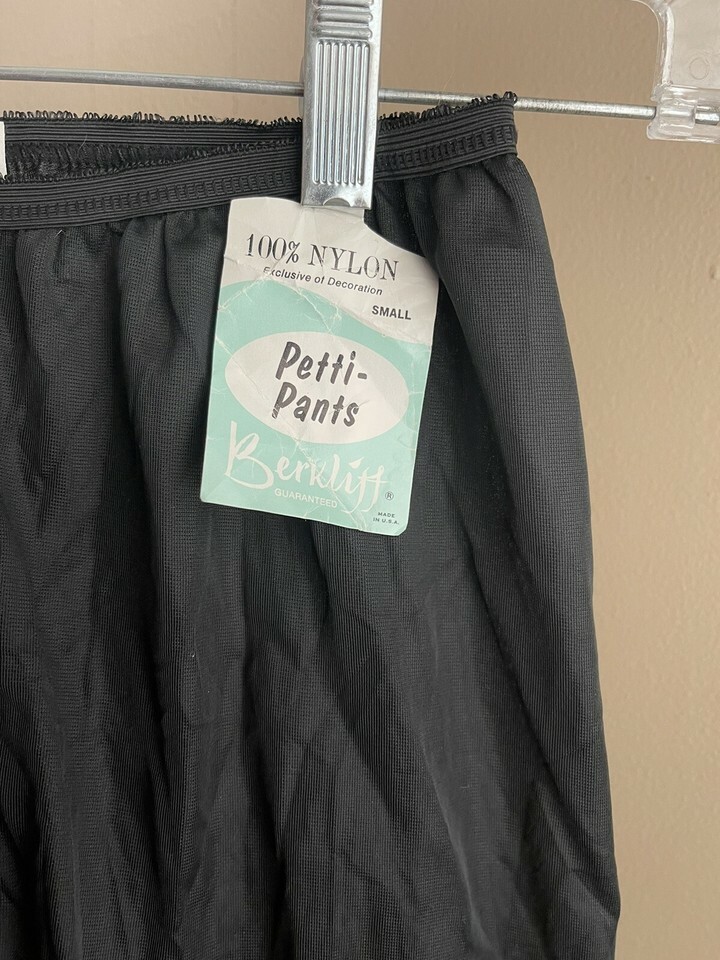 100% NYLON
Exclusive of Decoration
SMALL
Petti-
Pants
Berkliff®
GUARANTEED
MADE
IN U.S.A.